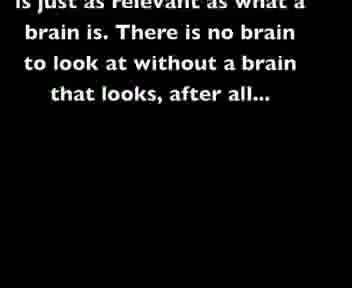 is just as relevant as what a
brain is. There is no brain
to look at without a brain
that looks, after all...